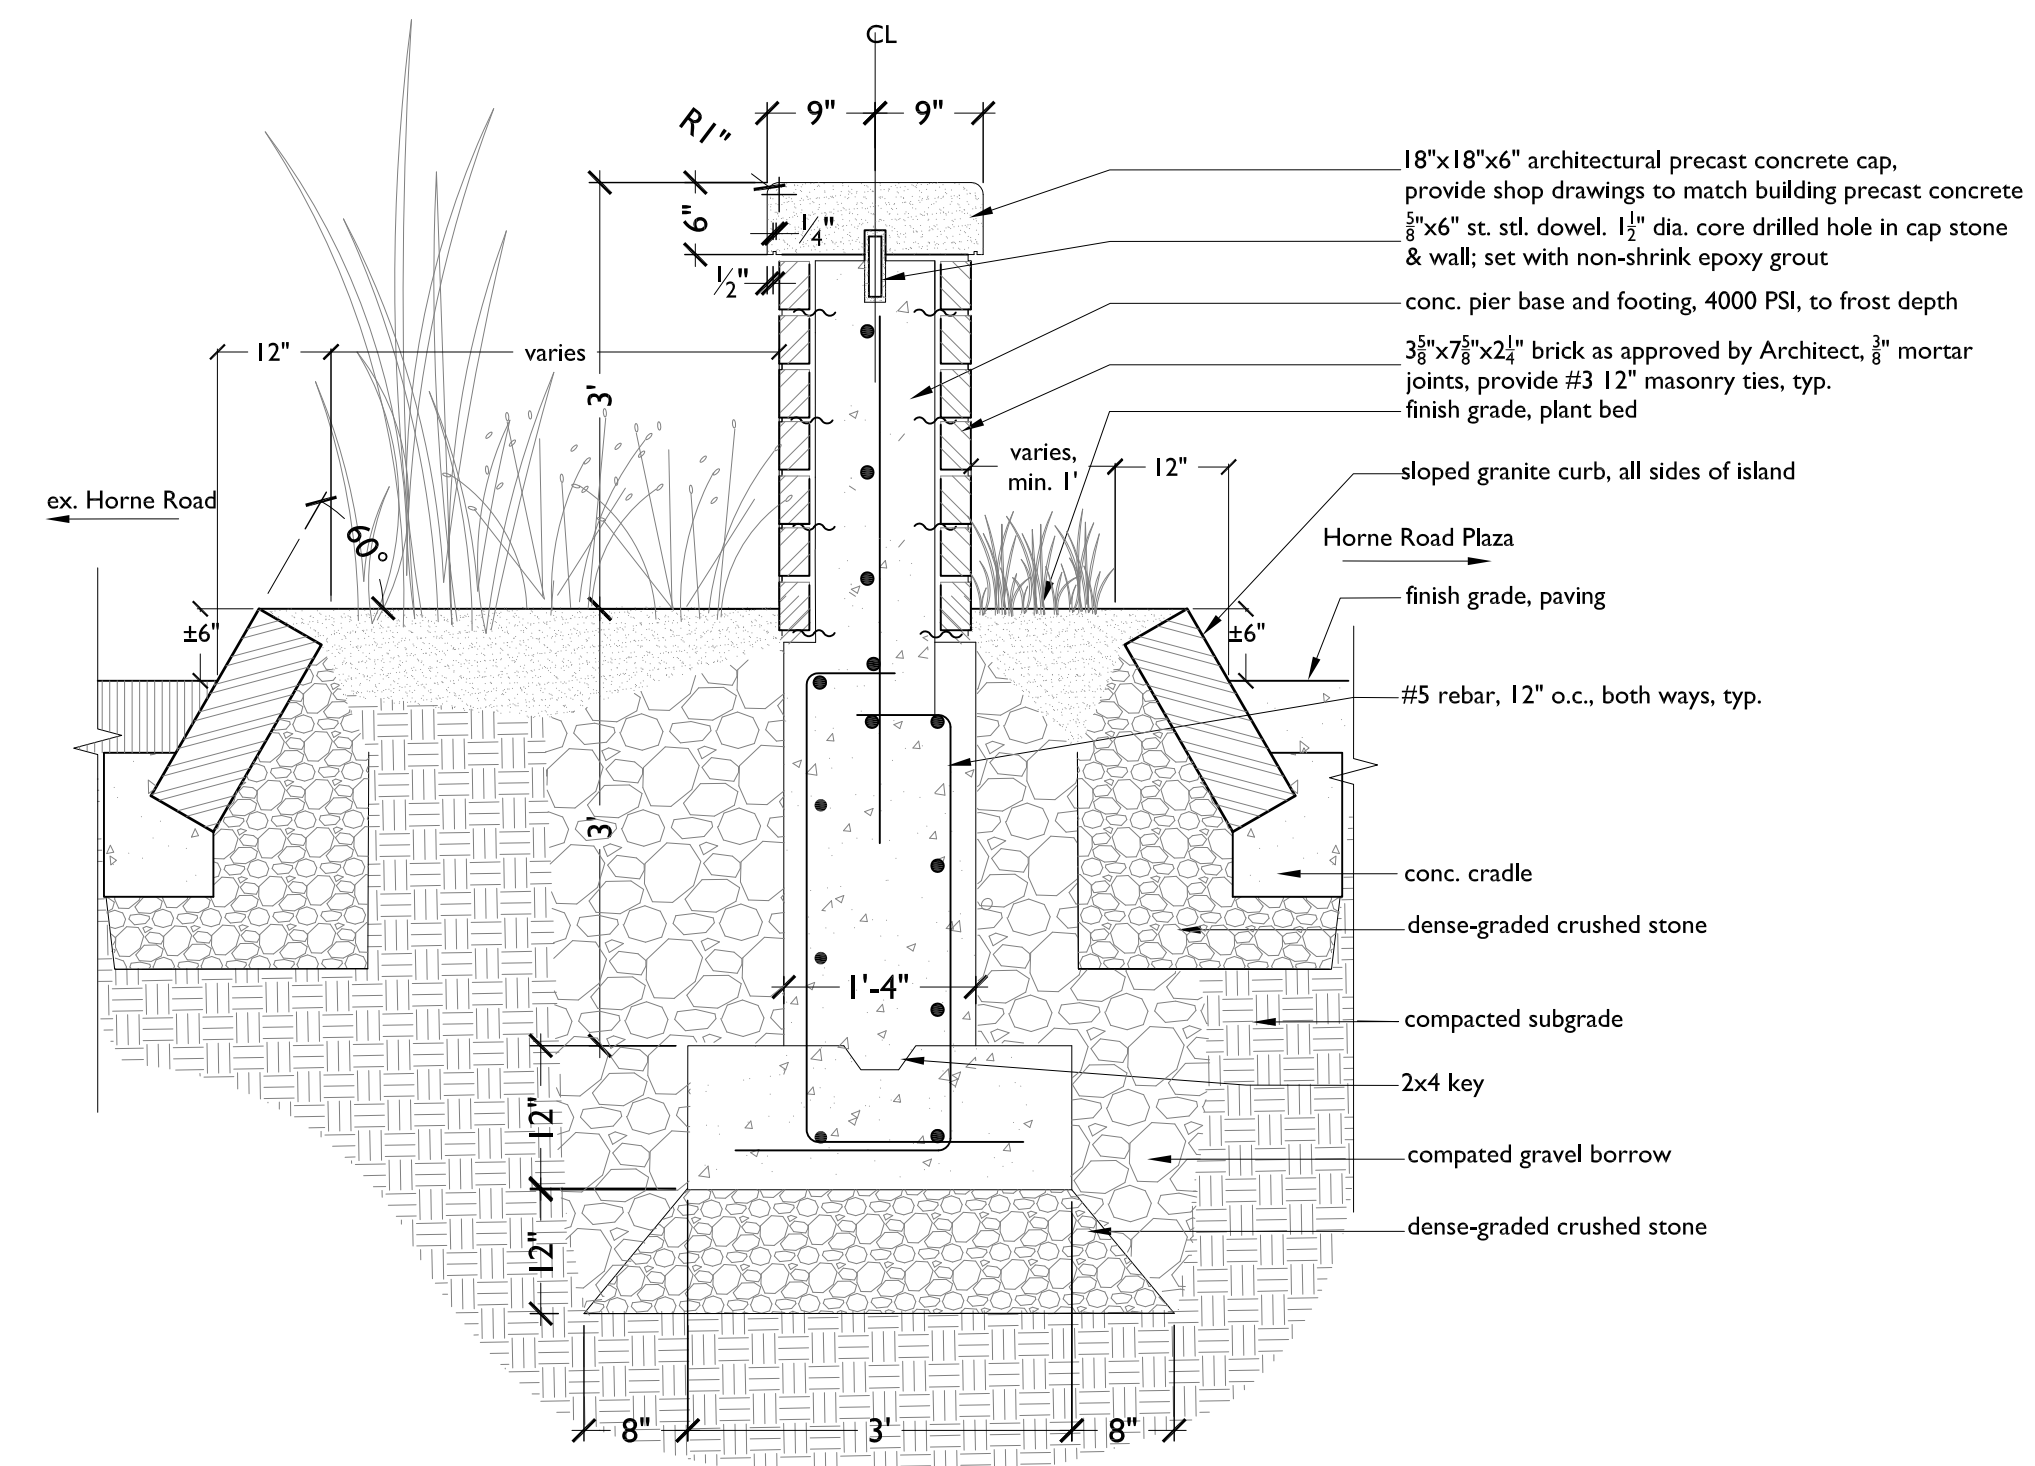 CL
9" 9"
R1"
6"
1/4"
1/2"
18"x18"x6" architectural precast concrete cap,
provide shop drawings to match building precast concrete
5/8"x6" st. stl. dowel. 1 1/2" dia. core drilled hole in cap stone
& wall; set with non-shrink epoxy grout
conc. pier base and footing, 4000 PSI, to frost depth
3 5/8"x7 5/8"x2 1/4" brick as approved by Architect, 3/8" mortar
joints, provide #3 12" masonry ties, typ.
finish grade, plant bed
12"
varies
3'
varies,
min. 1'
12"
sloped granite curb, all sides of island
ex. Horne Road
60°
Horne Road Plaza
finish grade, paving
±6"
±6"
#5 rebar, 12" o.c., both ways, typ.
3'
conc. cradle
dense-graded crushed stone
1'-4"
compacted subgrade
2x4 key
12"
compated gravel borrow
12"
dense-graded crushed stone
8" 3' 8"